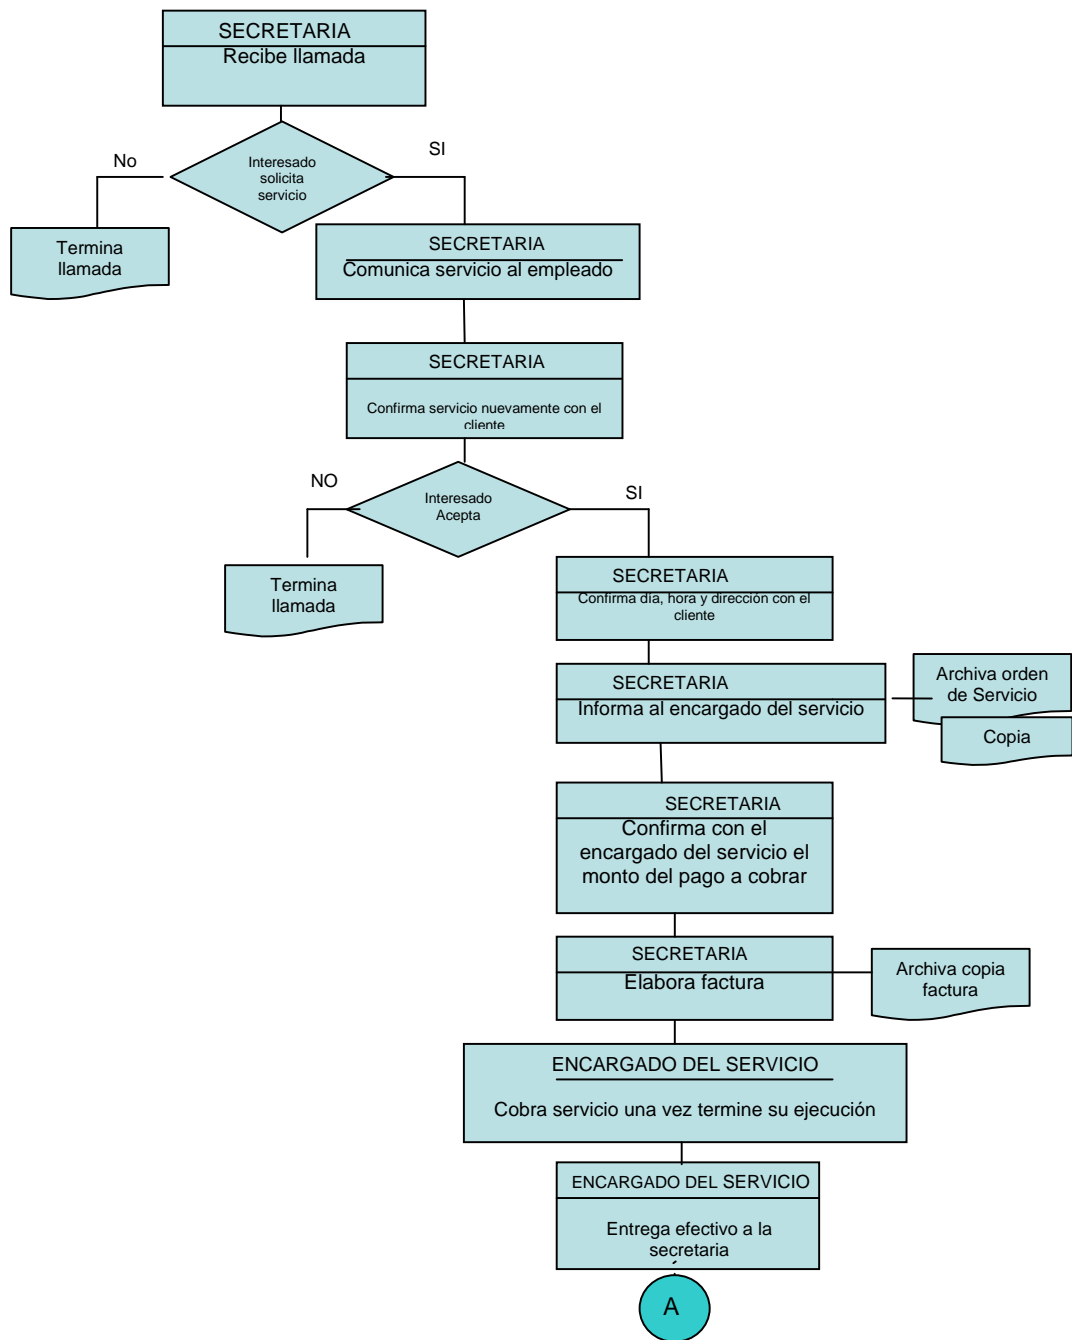 SECRETARIA
Recibe llamada
Interesado
solicita
servicio
No
SI
Termina
llamada
SECRETARIA
Comunica servicio al empleado
SECRETARIA
Confirma servicio nuevamente con el
cliente
Interesado
Acepta
NO
SI
Termina
llamada
SECRETARIA
Confirma día, hora y dirección con el
cliente
SECRETARIA
Informa al encargado del servicio
Archiva orden
de Servicio
Copia
SECRETARIA
Confirma con el
encargado del servicio el
monto del pago a cobrar
SECRETARIA
Elabora factura
Archiva copia
factura
ENCARGADO DEL SERVICIO
Cobra servicio una vez termine su ejecución
ENCARGADO DEL SERVICIO
Entrega efectivo a la
secretaria
A